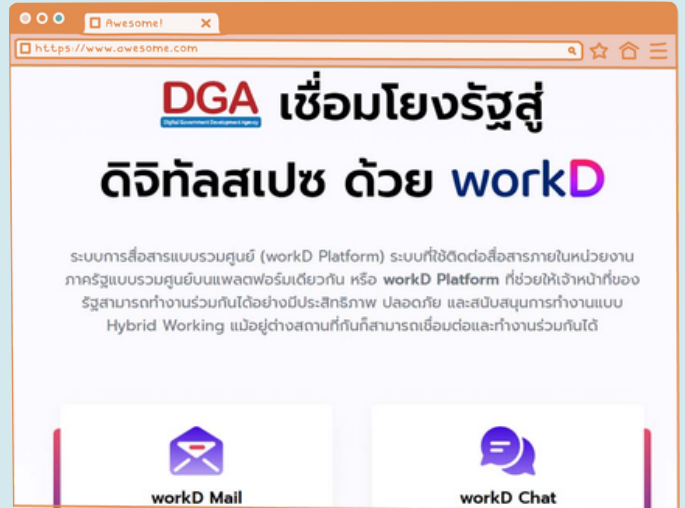 Awesome!
https://www.awesome.com
DGA เชื่อมโยงรัฐสู่
Digital Government Development Agency
ดิจิทัลสเปซ ด้วย workD
ระบบการสื่อสารแบบรวมศูนย์ (workD Platform) ระบบที่ใช้ติดต่อสื่อสารภายในหน่วยงาน
ภาครัฐแบบรวมศูนย์บนแพลตฟอร์มเดียวกัน หรือ workD Platform ที่ช่วยให้เจ้าหน้าที่ของ
รัฐสามารถทำงานร่วมกันได้อย่างมีประสิทธิภาพ ปลอดภัย และสนับสนุนการทำงานแบบ
Hybrid Working แม้อยู่ต่างสถานที่กันก็สามารถเชื่อมต่อและทำงานร่วมกันได้
workD Mail
workD Chat